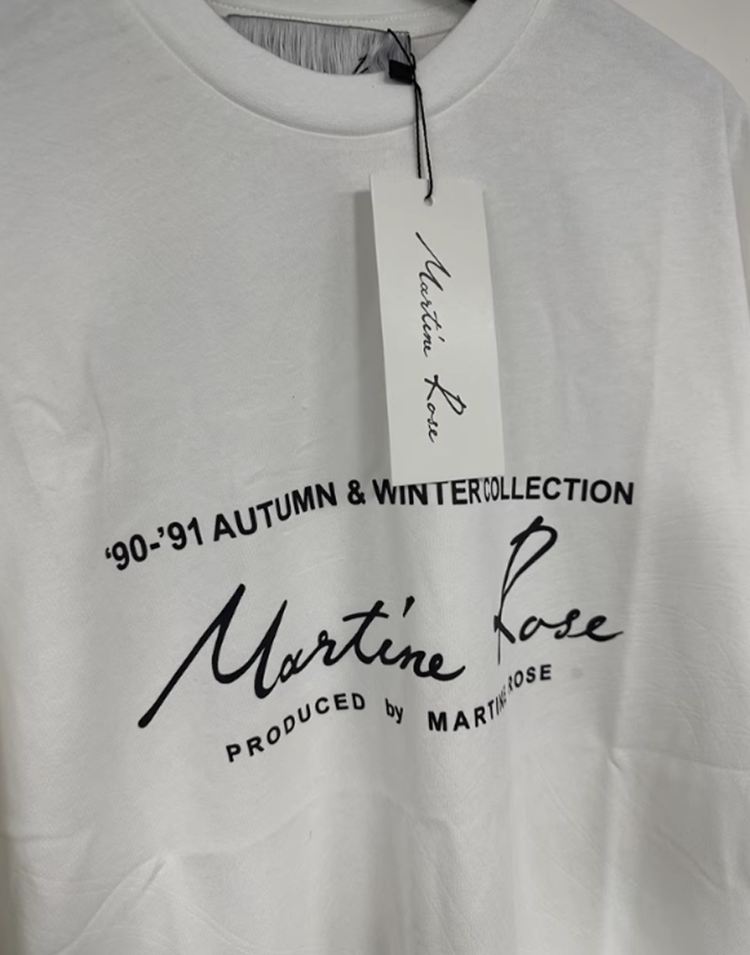 Martine Rose
'90-'91 AUTUMN & WINTER COLLECTION
Martine Rose
PRODUCED by MARTINE ROSE